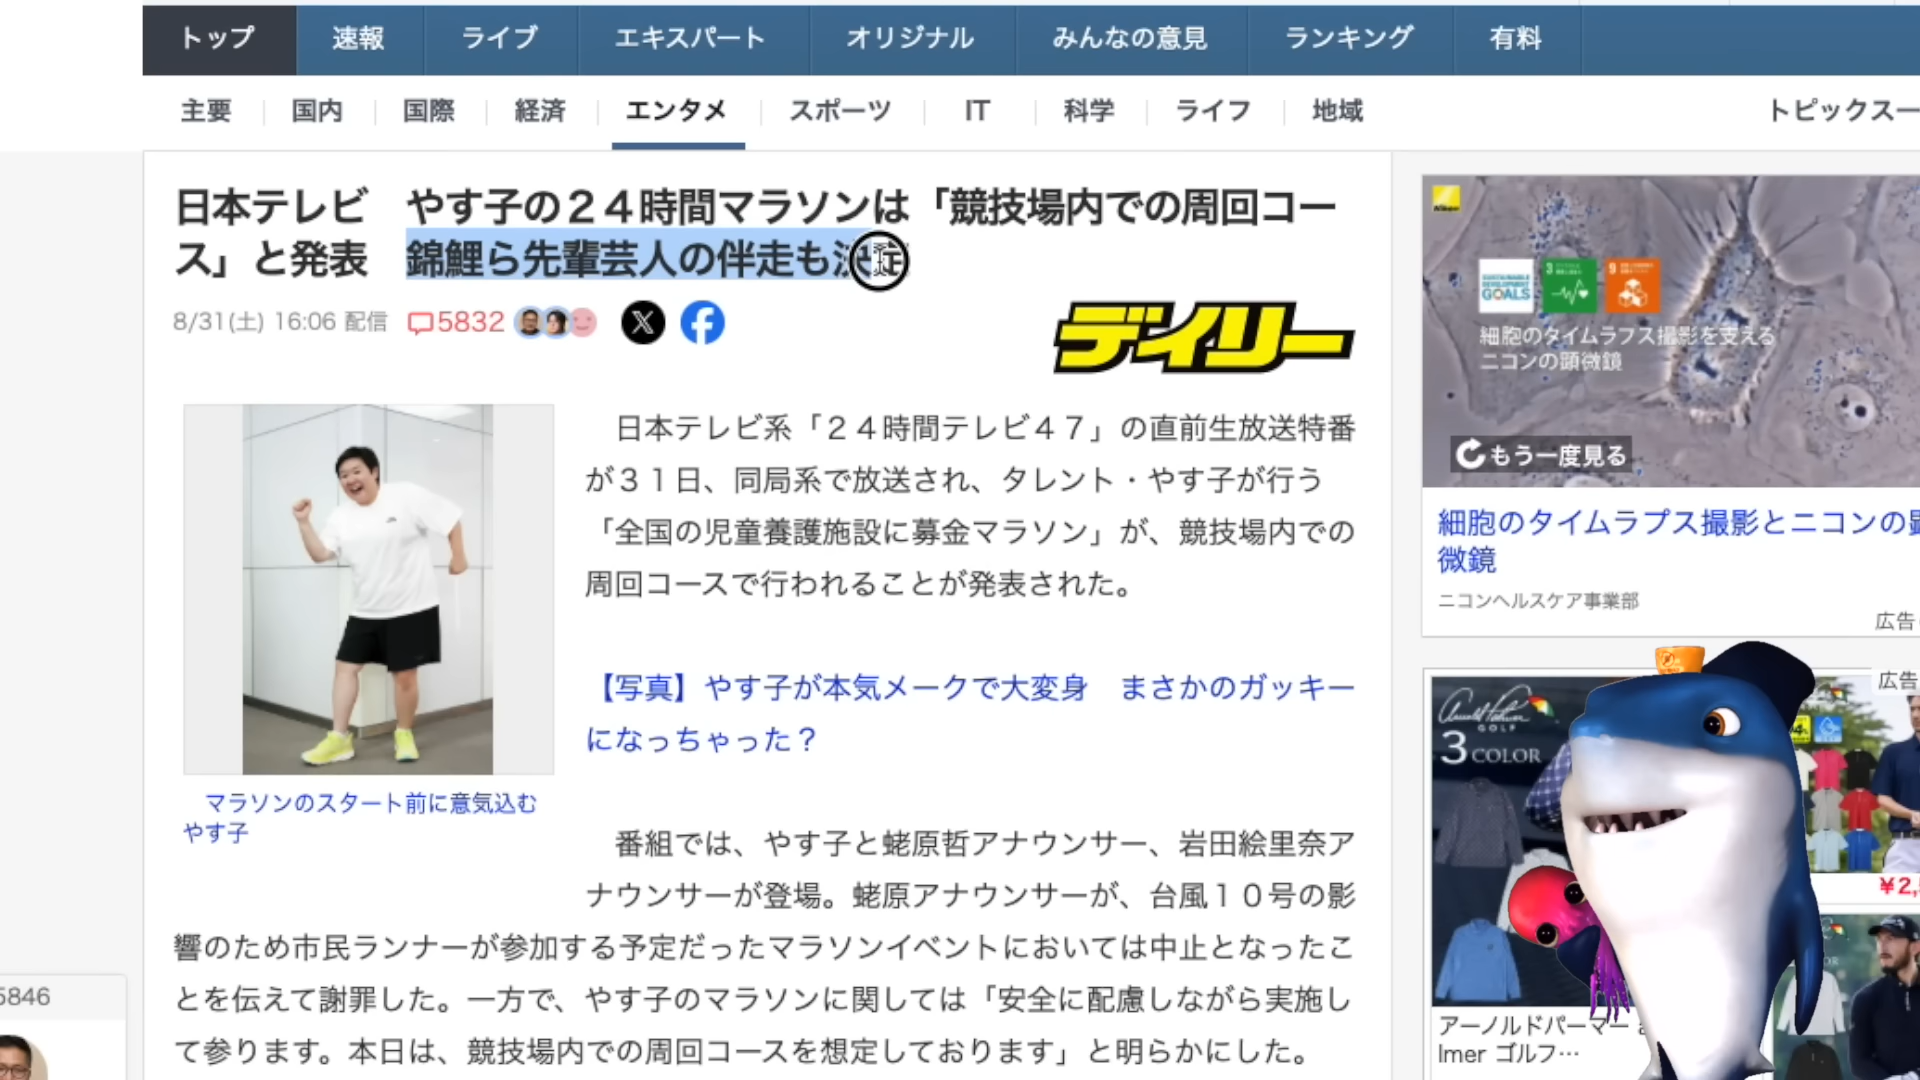 トップ 速報 ライブ エキスパート オリジナル みんなの意見 ランキング 有料
主要 国内 国際 経済 エンタメ スポーツ IT 科学 ライフ 地域 トピックス一
日本テレビ　やす子の２４時間マラソンは「競技場内での周回コー
ス」と発表　錦鯉ら先輩芸人の伴走も決定
8/31(土) 16:06 配信 5832
デイリー
日本テレビ系「２４時間テレビ４７」の直前生放送特番
が３１日、同局系で放送され、タレント・やす子が行う
「全国の児童養護施設に募金マラソン」が、競技場内での
周回コースで行われることが発表された。
【写真】やす子が本気メークで大変身　まさかのガッキー
になっちゃった？
マラソンのスタート前に意気込む
やす子
番組では、やす子と蛯原哲アナウンサー、岩田絵里奈ア
ナウンサーが登場。蛯原アナウンサーが、台風１０号の影
響のため市民ランナーが参加する予定だったマラソンイベントにおいては中止となったこ
とを伝えて謝罪した。一方で、やす子のマラソンに関しては「安全に配慮しながら実施し
て参ります。本日は、競技場内での周回コースを想定しております」と明らかにした。
5846
Nikon
SUSTAINABLE DEVELOPMENT GOALS
細胞のタイムラプス撮影を支える
ニコンの顕微鏡
もう一度見る
細胞のタイムラプス撮影とニコンの顕
微鏡
ニコンヘルスケア事業部
広告
広告
Arnold Palmer
GOLF
3 COLOR
￥2,
アーノルドパーマー
lmer ゴルフ…